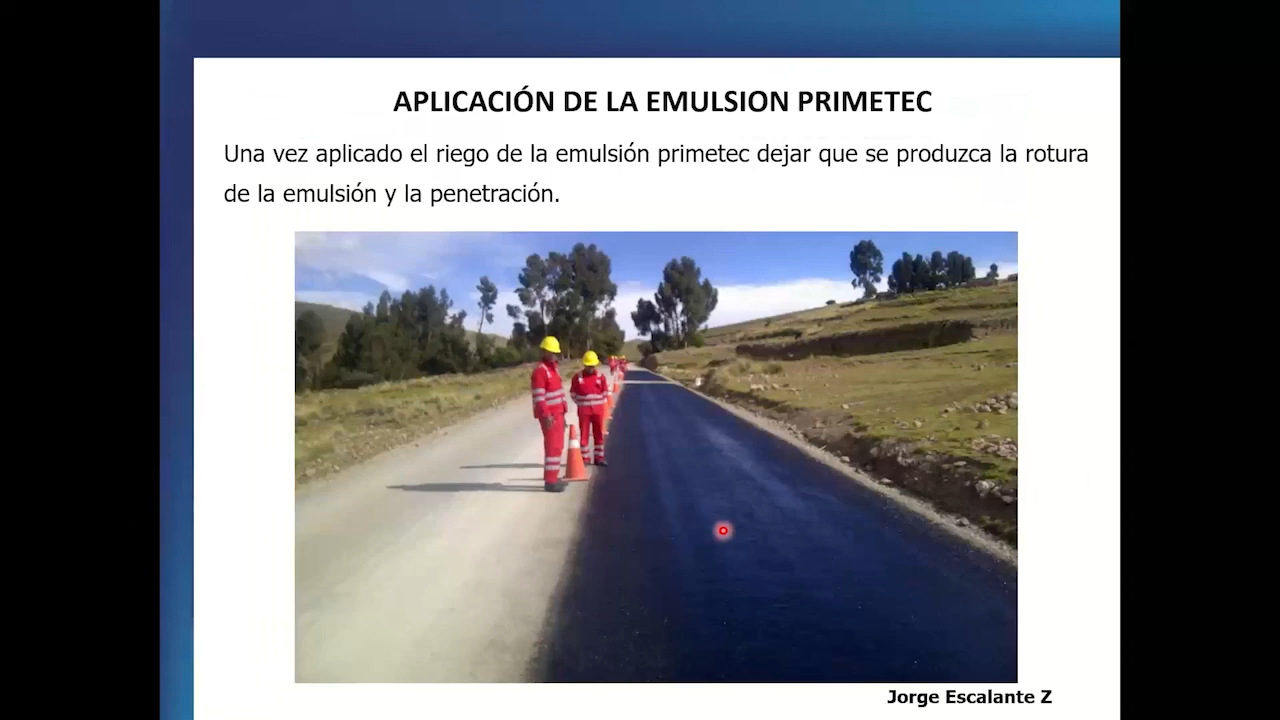 APLICACIÓN DE LA EMULSION PRIMETEC
Una vez aplicado el riego de la emulsión primetec dejar que se produzca la rotura
de la emulsión y la penetración.
Jorge Escalante Z